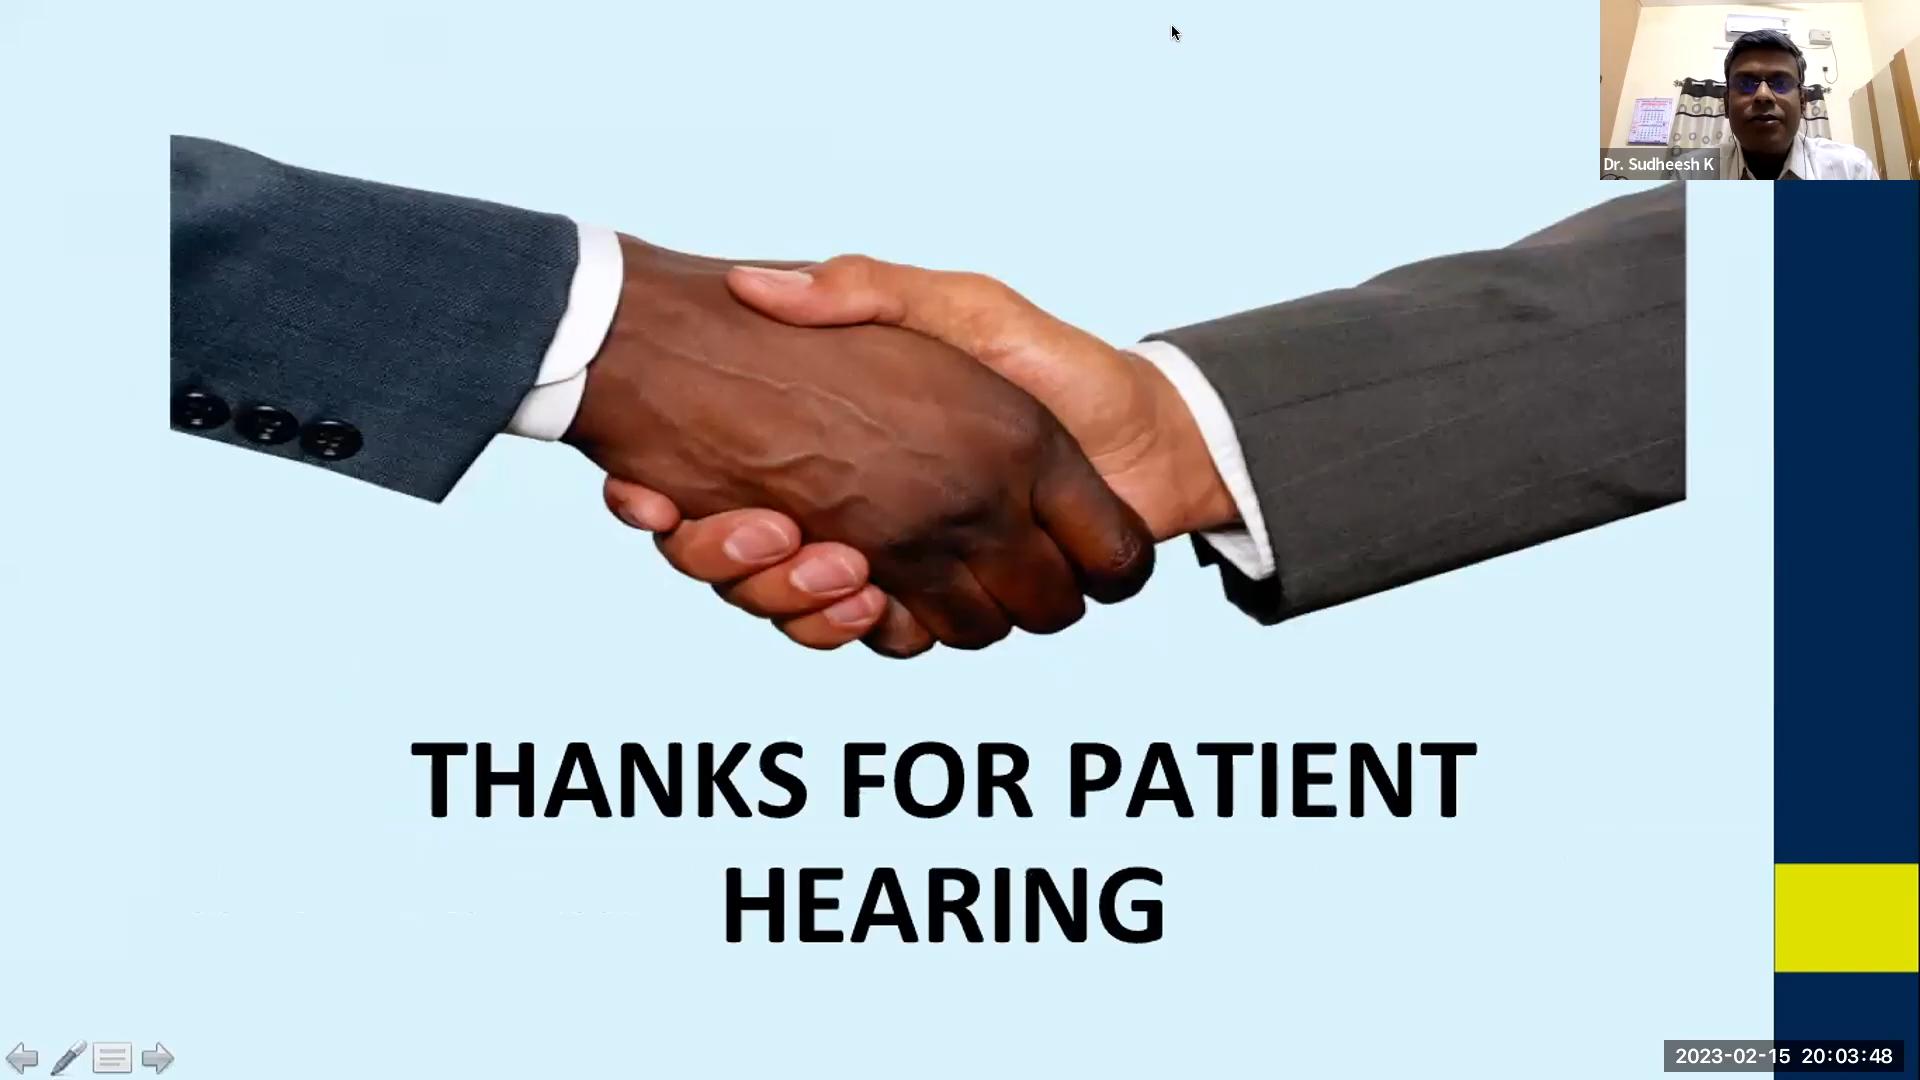 Dr. Sudheesh K
THANKS FOR PATIENT
HEARING
2023-02-15 20:03:48